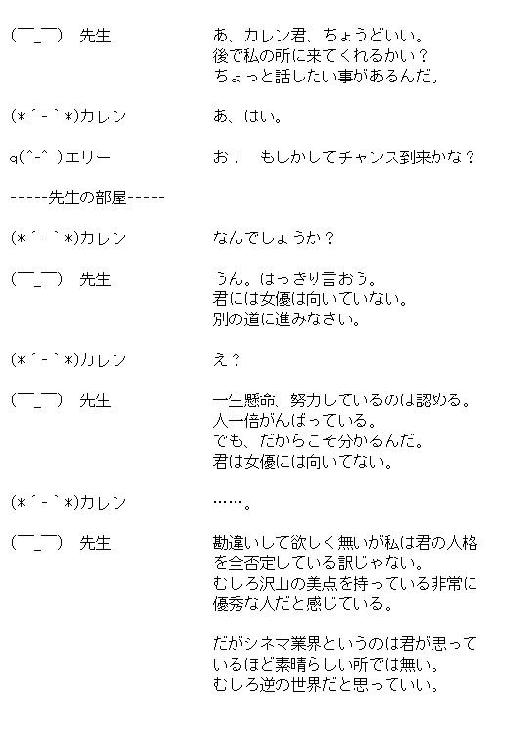 (￣_￣) 先生 あ、カレン君、ちょうどいい。
後で私の所に来てくれるかい？
ちょっと話したい事があるんだ。
(*´-｀*)カレン あ、はい。
q(^-^ )エリー お． もしかしてチャンス到来かな？
-----先生の部屋-----
(*´-｀*)カレン なんでしょうか？
(￣_￣) 先生 うん。はっきり言おう。
君には女優は向いていない。
別の道に進みなさい。
(*´-｀*)カレン え？
(￣_￣) 先生 一生懸命、努力しているのは認める。
人一倍がんばっている。
でも、だからこそ分かるんだ。
君は女優には向いてない。
(*´-｀*)カレン ……。
(￣_￣) 先生 勘違いして欲しく無いが私は君の人格
を全否定している訳じゃない。
むしろ沢山の美点を持っている非常に
優秀な人だと感じている。
だがシネマ業界というのは君が思って
いるほど素晴らしい所では無い。
むしろ逆の世界だと思っていい。